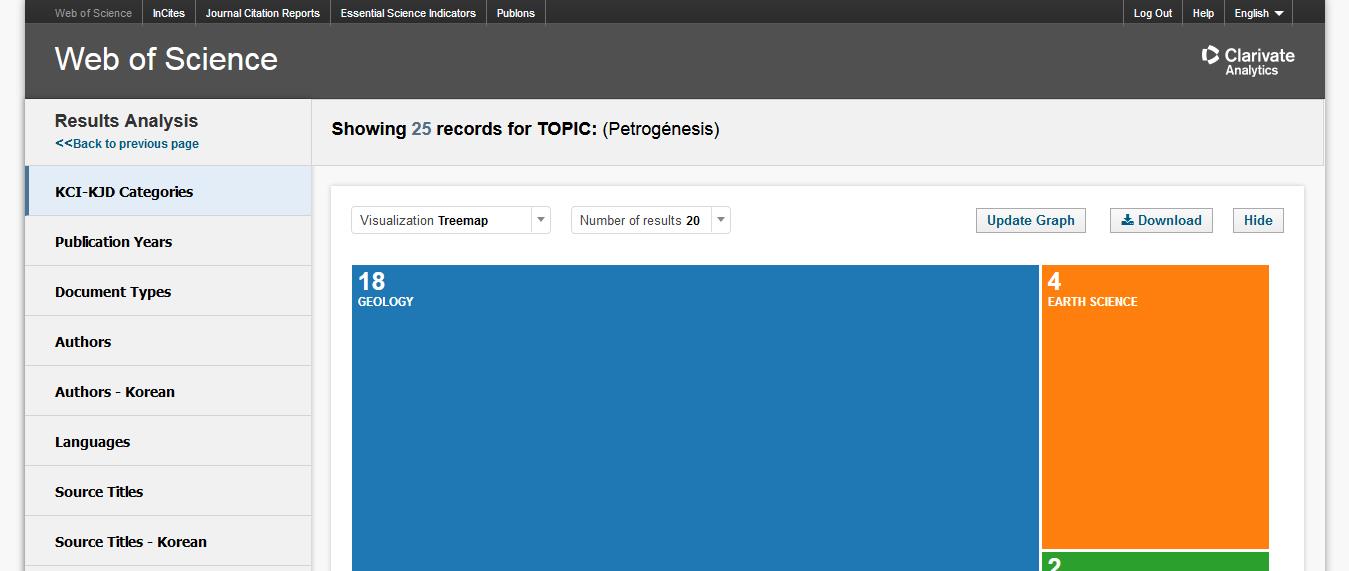 Web of Science InCites Journal Citation Reports Essential Science Indicators Publons Log Out Help English
Web of Science
Clarivate
Analytics
Results Analysis
<<Back to previous page
Showing 25 records for TOPIC: (Petrogénesis)
KCI-KJD Categories
Publication Years
Document Types
Authors
Authors - Korean
Languages
Source Titles
Source Titles - Korean
Visualization Treemap
Number of results 20
Update Graph
Download
Hide
18
GEOLOGY
4
EARTH SCIENCE
2